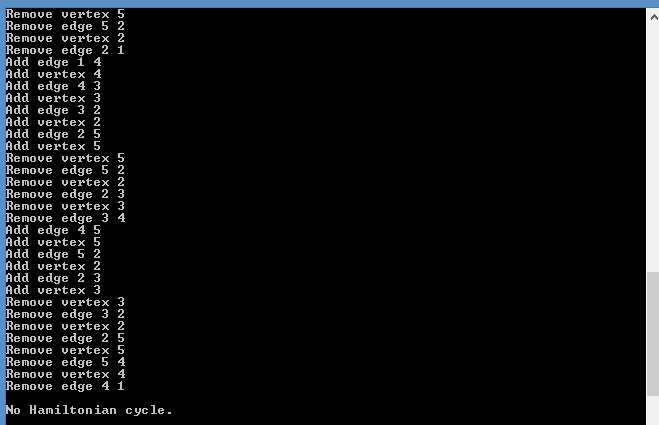 Remove vertex 5
Remove edge 5 2
Remove vertex 2
Remove edge 2 1
Add edge 1 4
Add vertex 4
Add edge 4 3
Add vertex 3
Add edge 3 2
Add vertex 2
Add edge 2 5
Add vertex 5
Remove vertex 5
Remove edge 5 2
Remove vertex 2
Remove edge 2 3
Remove vertex 3
Remove edge 3 4
Add edge 4 5
Add vertex 5
Add edge 5 2
Add vertex 2
Add edge 2 3
Add vertex 3
Remove vertex 3
Remove edge 3 2
Remove vertex 2
Remove edge 2 5
Remove vertex 5
Remove edge 5 4
Remove vertex 4
Remove edge 4 1
No Hamiltonian cycle.